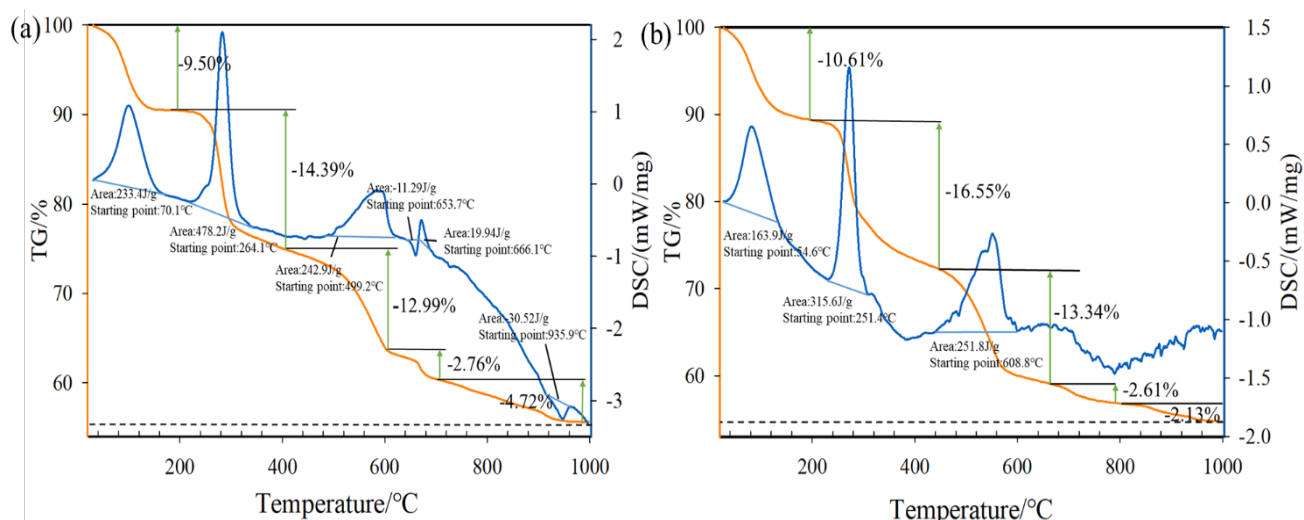 (a)
100
90
80
70
60
TG/%
-9.50%
-14.39%
-12.99%
-2.76%
-4.72%
Area:233.4J/g
Starting point:70.1℃
Area:478.2J/g
Starting point:264.1℃
Area:242.9J/g
Starting point:499.2℃
Area:-11.29J/g
Starting point:653.7℃
Area:19.94J/g
Starting point:666.1℃
Area:-30.52J/g
Starting point:935.9℃
2
1
0
-1
-2
-3
DSC/(mW/mg)
200
400
600
800
1000
Temperature/℃
(b)
100
90
80
70
60
TG/%
-10.61%
-16.55%
-13.34%
-2.61%
-2.13%
Area:163.9J/g
Starting point:54.6℃
Area:315.6J/g
Starting point:251.4℃
Area:251.8J/g
Starting point:608.8℃
1.5
1.0
0.5
0.0
-0.5
-1.0
-1.5
-2.0
DSC/(mW/mg)
200
400
600
800
1000
Temperature/℃